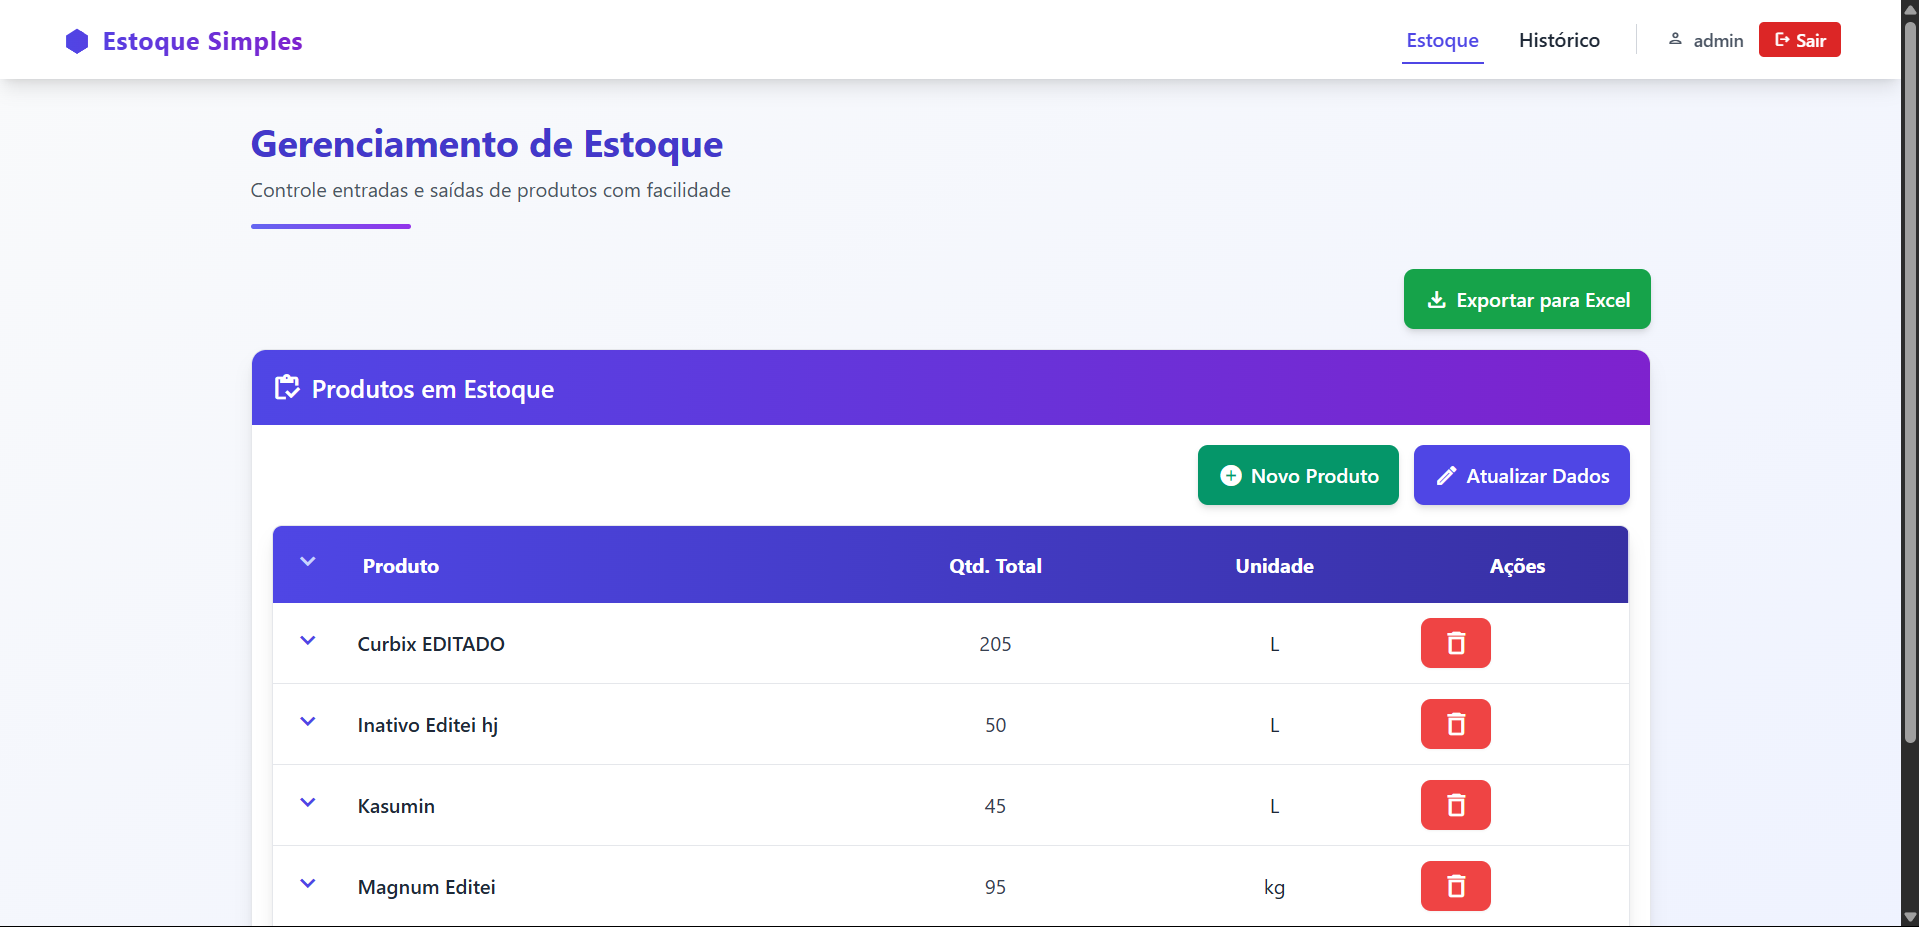 Estoque Simples
Estoque
Histórico
admin
Sair
Gerenciamento de Estoque
Controle entradas e saídas de produtos com facilidade
Exportar para Excel
Produtos em Estoque
Novo Produto
Atualizar Dados
Produto Qtd. Total Unidade Ações
Curbix EDITADO 205 L
Inativo Editei hj 50 L
Kasumin 45 L
Magnum Editei 95 kg